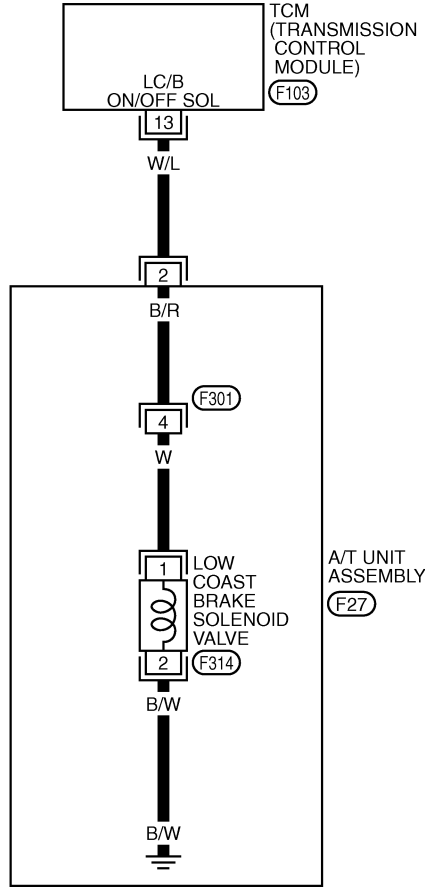 TCM
(TRANSMISSION
CONTROL
MODULE)
F103
LC/B
ON/OFF SOL
13
W/L
2
B/R
F301
4
W
1
LOW
COAST
BRAKE
SOLENOID
VALVE
A/T UNIT
ASSEMBLY
F27
2
F314
B/W
B/W